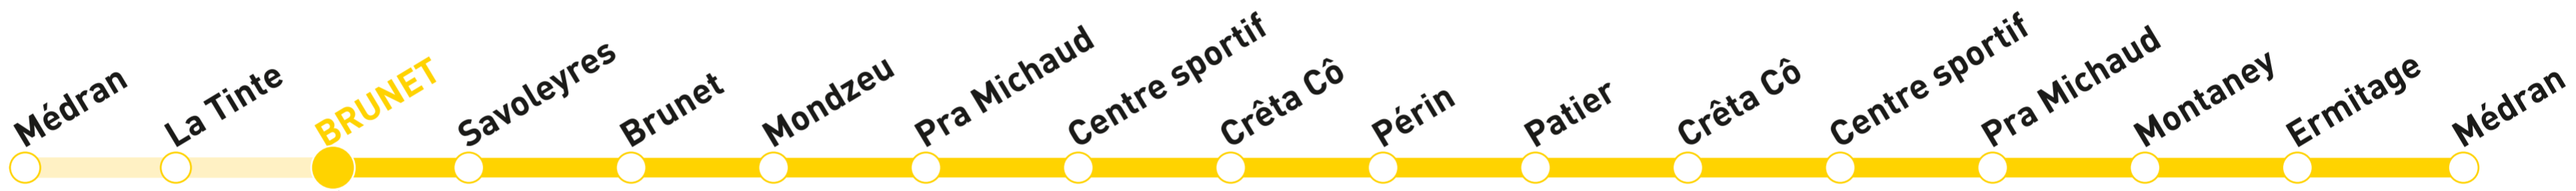 Médran
La Tinte
BRUNET
Savoleyres
Brunet
Mondzeu
Pra Michaud
Centre sportif
Crêta Cô
Périn
Patier
Crêta Cô
Centre sportif
Pra Michaud
Montaney
Ermitage
Médran